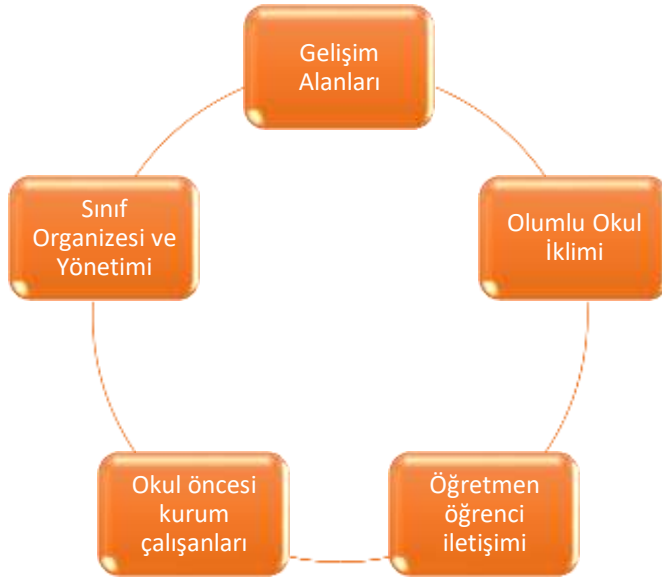 Gelişim
Alanları
Olumlu Okul
İklimi
Öğretmen
öğrenci
iletişimi
Okul öncesi
kurum
çalışanları
Sınıf
Organizesi ve
Yönetimi